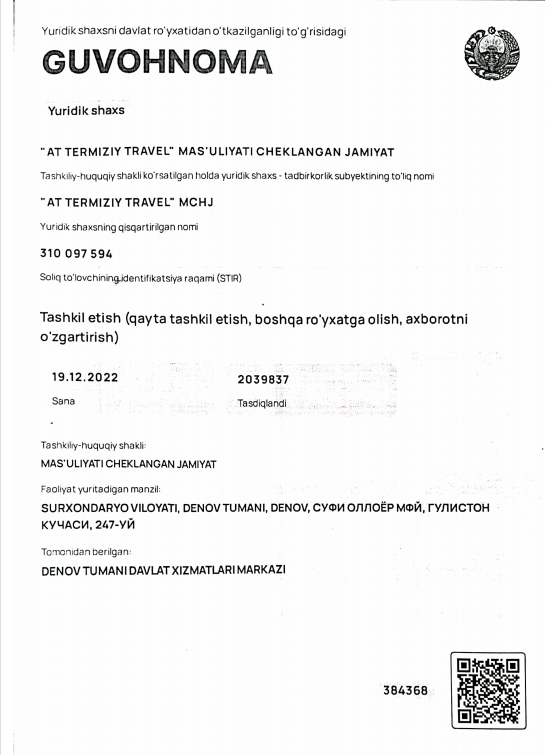 Yuridik shaxsni davlat ro'yxatidan o'tkazilganligi to'g'risidagi
GUVOHNOMA
Yuridik shaxs
"AT TERMIZIY TRAVEL" MAS'ULIYATI CHEKLANGAN JAMIYAT
Tashkiliy-huquqiy shakli ko'rsatilgan holda yuridik shaxs - tadbirkorlik subyektining to'liq nomi
"AT TERMIZIY TRAVEL" MCHJ
Yuridik shaxsning qisqartirilgan nomi
310 097 594
Soliq to'lovchining identifikatsiya raqami (STIR)
Tashkil etish (qayta tashkil etish, boshqa ro'yxatga olish, axborotni
o'zgartirish)
19.12.2022
Sana
2039837
Tasdiqlandi
Tashkiliy-huquqiy shakli:
MAS'ULIYATI CHEKLANGAN JAMIYAT
Faoliyat yuritadigan manzil:
SURXONDARYO VILOYATI, DENOV TUMANI, DENOV, СУФИ ОЛЛОЁР МФЙ, ГУЛИСТОН
КУЧАСИ, 247-УЙ
Tomonidan berilgan:
DENOV TUMANI DAVLAT XIZMATLARI MARKAZI
384368